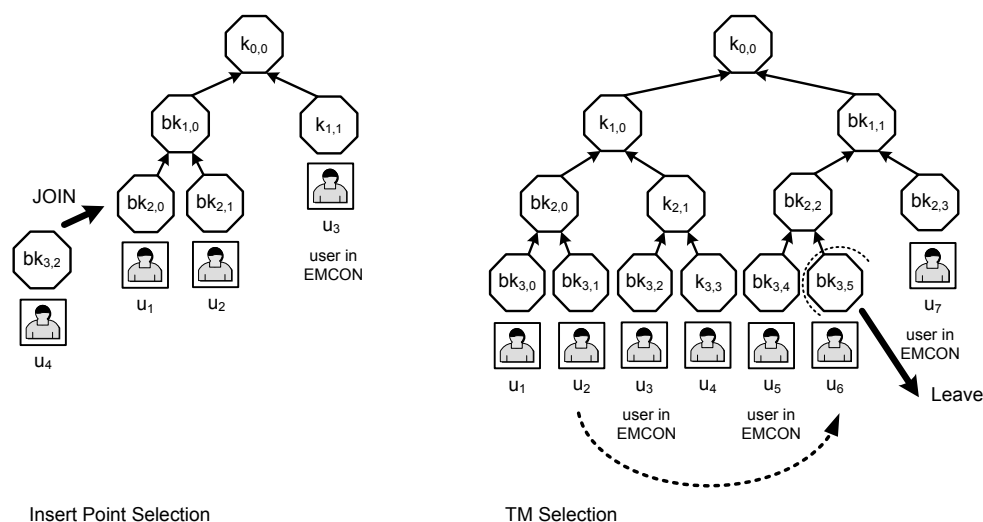 k0,0
bk1,0
k1,1
JOIN
bk2,0
bk2,1
u3
user in
EMCON
bk3,2
u1
u2
u4
Insert Point Selection
k0,0
k1,0
bk1,1
bk2,0
k2,1
bk2,2
bk2,3
bk3,0
bk3,1
bk3,2
k3,3
bk3,4
bk3,5
u7
user in
EMCON
u1
u2
u3
u4
u5
u6
Leave
user in
EMCON
user in
EMCON
TM Selection